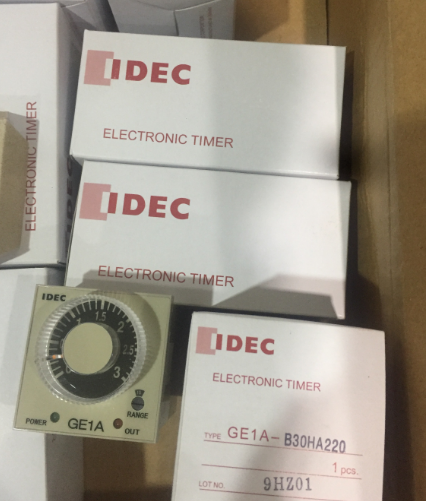 IDEC
ELECTRONIC TIMER
ELECTRONIC TIMER
IDEC
ELECTRONIC TIMER
IDEC
1
1.5
2
2.5
3
RANGE
POWER GE1A OUT
IDEC
ELECTRONIC TIMER
TYPE GE1A-B30HA220
1 pcs.
LOT NO. 9HZ01